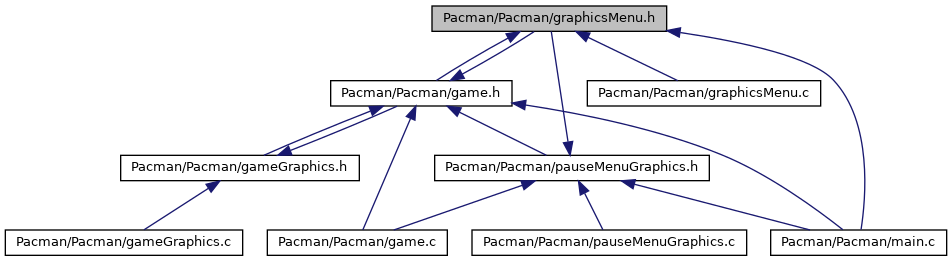 Pacman/Pacman/graphicsMenu.h
Pacman/Pacman/game.h
Pacman/Pacman/graphicsMenu.c
Pacman/Pacman/gameGraphics.h
Pacman/Pacman/pauseMenuGraphics.h
Pacman/Pacman/gameGraphics.c
Pacman/Pacman/game.c
Pacman/Pacman/pauseMenuGraphics.c
Pacman/Pacman/main.c